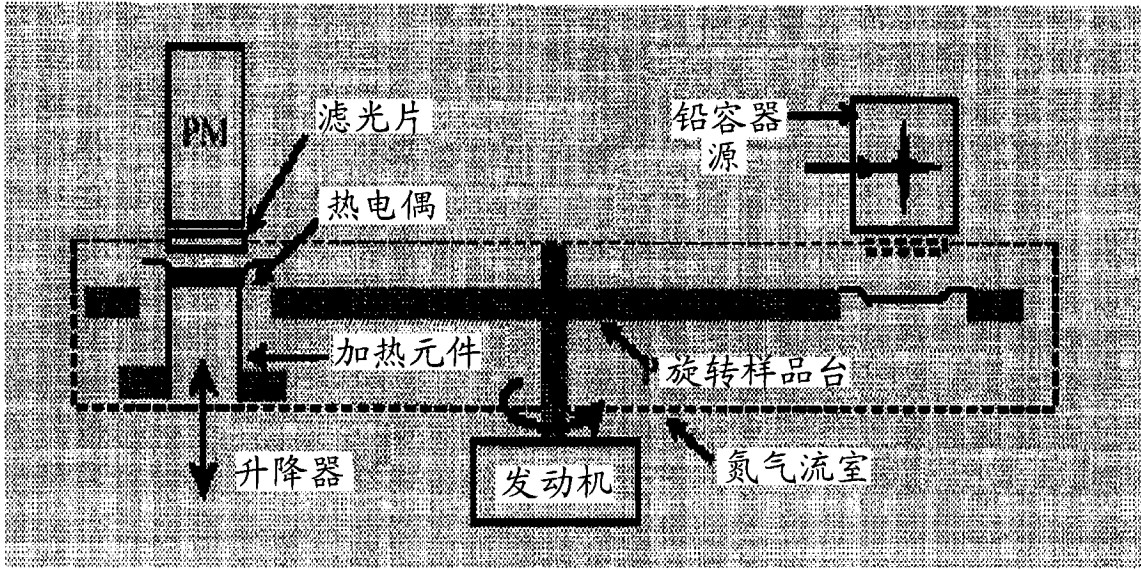 PM
滤光片
热电偶
铅容器
源
加热元件
旋转样品台
升降器
发动机
氮气流室